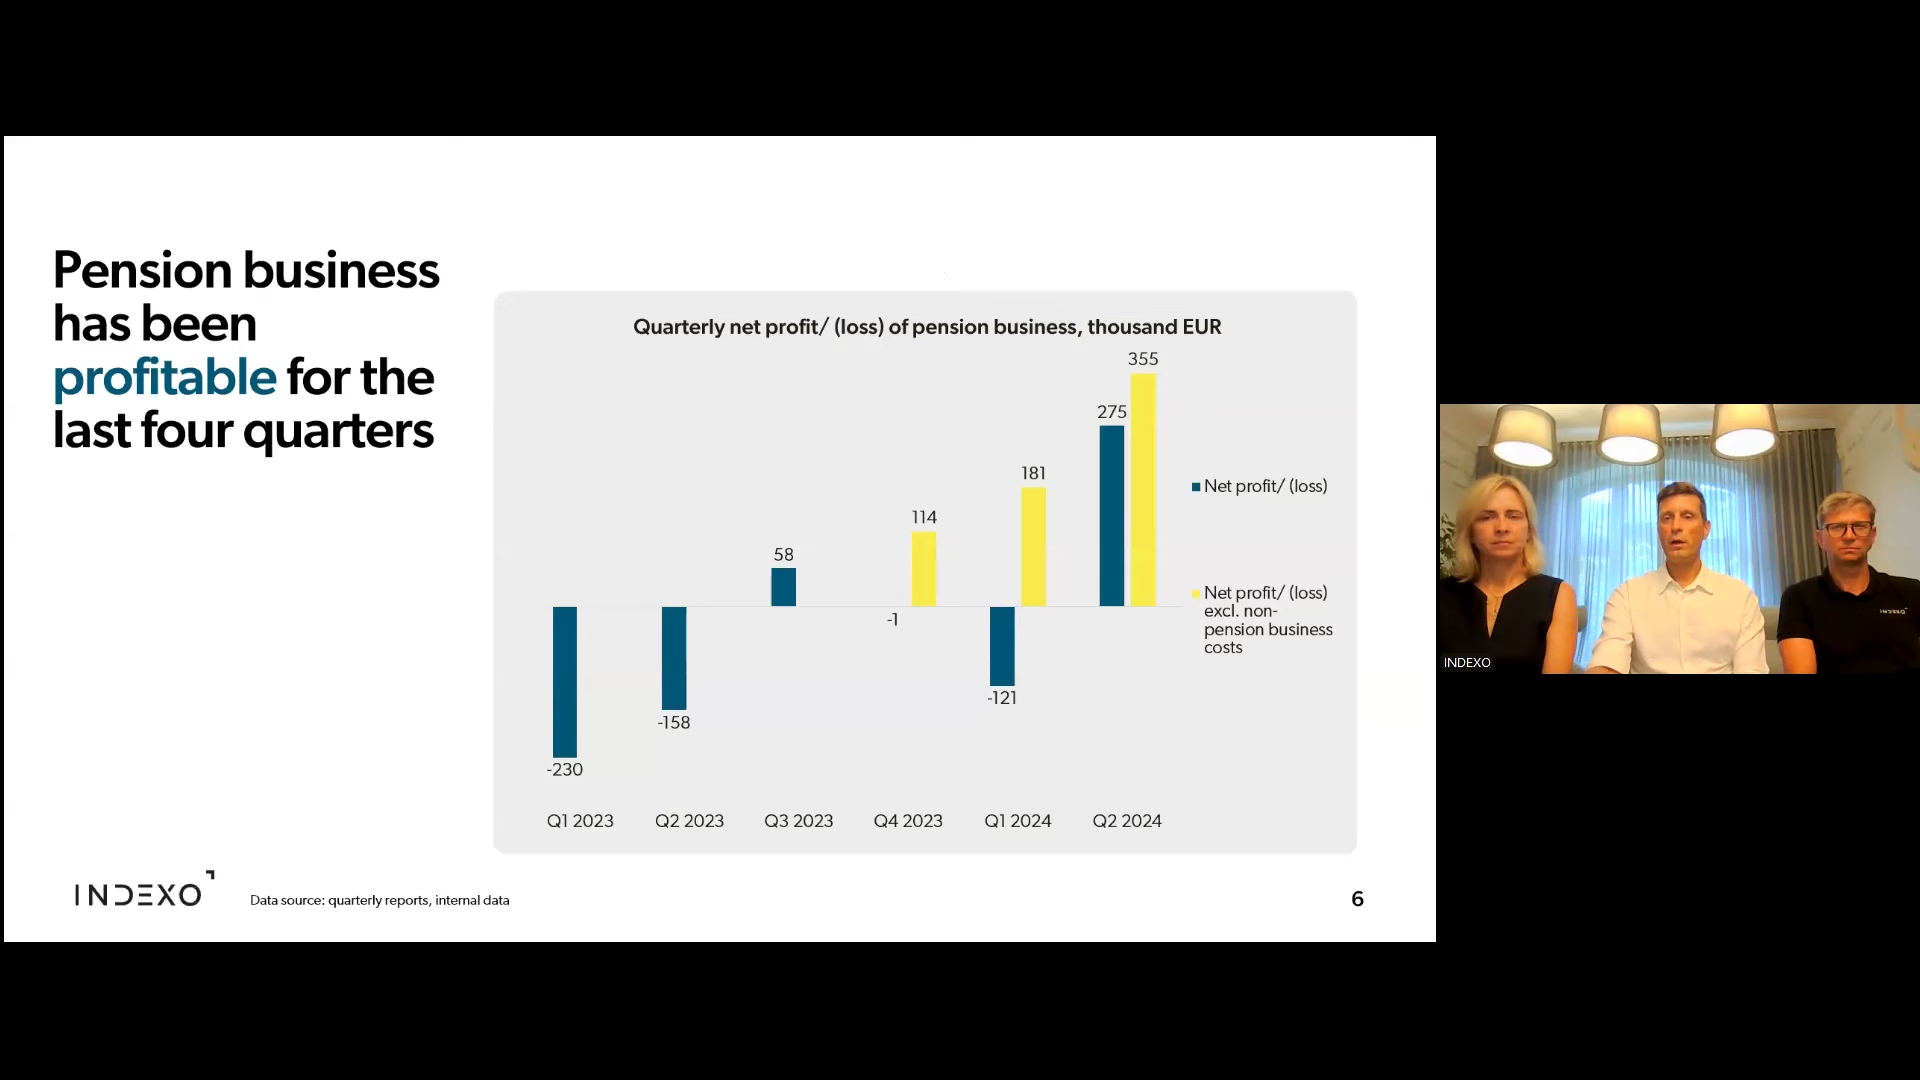 Pension business
has been
profitable for the
last four quarters
Quarterly net profit/ (loss) of pension business, thousand EUR
355
275
181
114
58
-1
-121
-158
-230
Net profit/ (loss)
Net profit/ (loss)
excl. non-
pension business
costs
Q1 2023 Q2 2023 Q3 2023 Q4 2023 Q1 2024 Q2 2024
INDEXO
Data source: quarterly reports, internal data
6
INDEXO
INDEXO